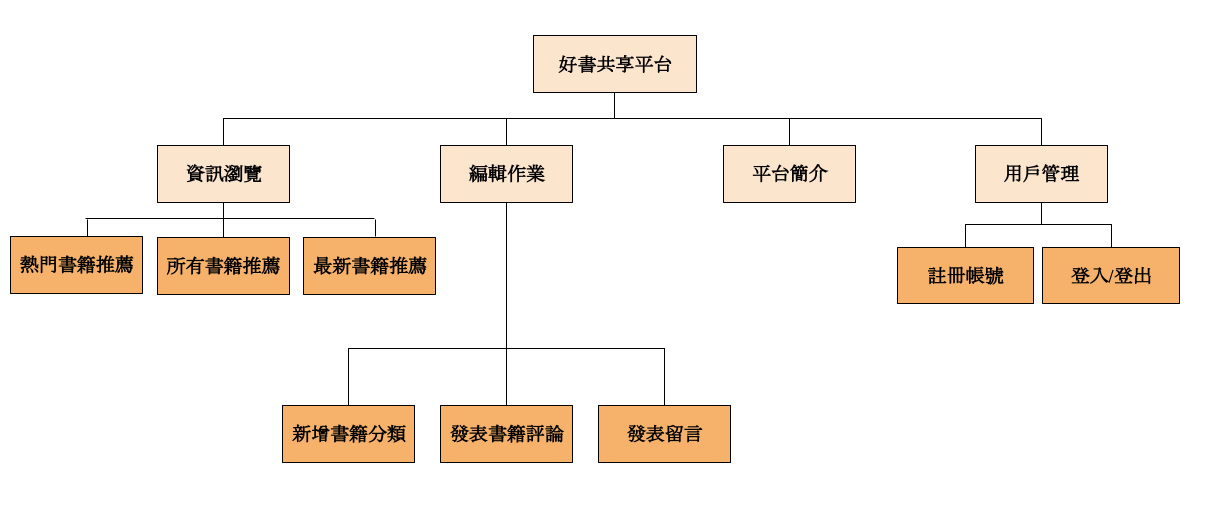 好書共享平台
資訊瀏覽
編輯作業
平台簡介
用戶管理
熱門書籍推薦
所有書籍推薦
最新書籍推薦
註冊帳號
登入/登出
新增書籍分類
發表書籍評論
發表留言